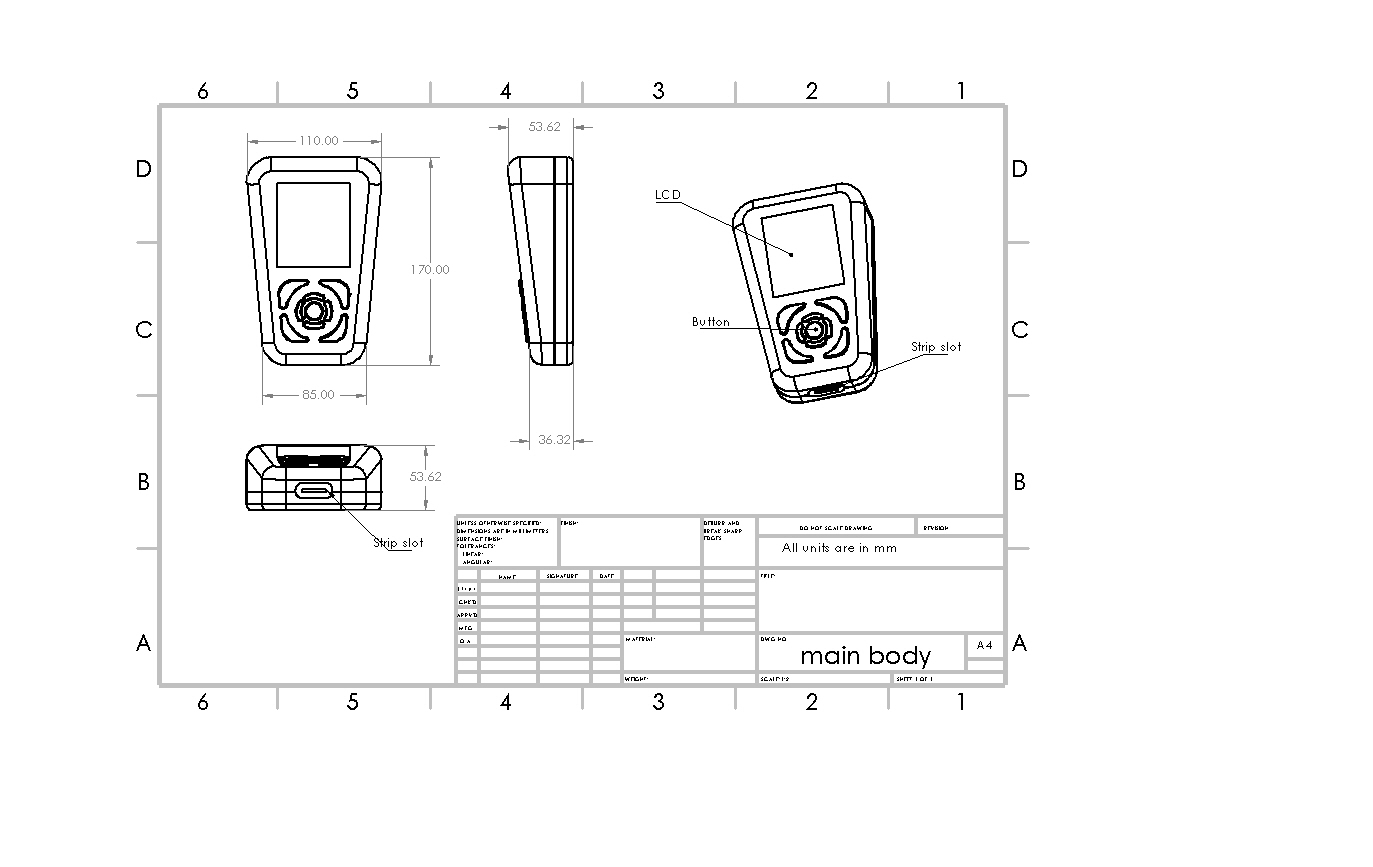 6 5 4 3 2 1
D D
C C
B B
A A
110.00
170.00
85.00
53.62
36.32
LCD
Button
Strip slot
53.62
Strip slot
UNLESS OTHERWISE SPECIFIED:
DIMENSIONS ARE IN MILLIMETERS
SURFACE FINISH:
TOLERANCES:
LINEAR:
ANGULAR:
FINISH:
DEBURR AND
BREAK SHARP
EDGES
DO NOT SCALE DRAWING
REVISION
All units are in mm
NAME
SIGNATURE
DATE
TITLE:
CHK'D
APPV'D
MFG
Q.A
MATERIAL:
DWG NO.
main body
A4
WEIGHT:
SCALE:1:2
SHEET 1 OF 1
6 5 4 3 2 1